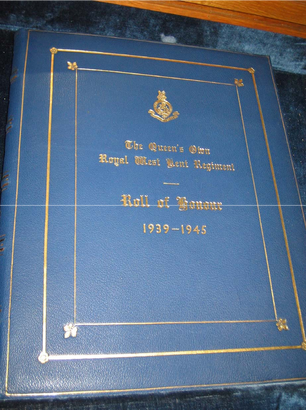 The Queen's Own
Royal West Kent Regiment
Roll of Honour
1939-1945